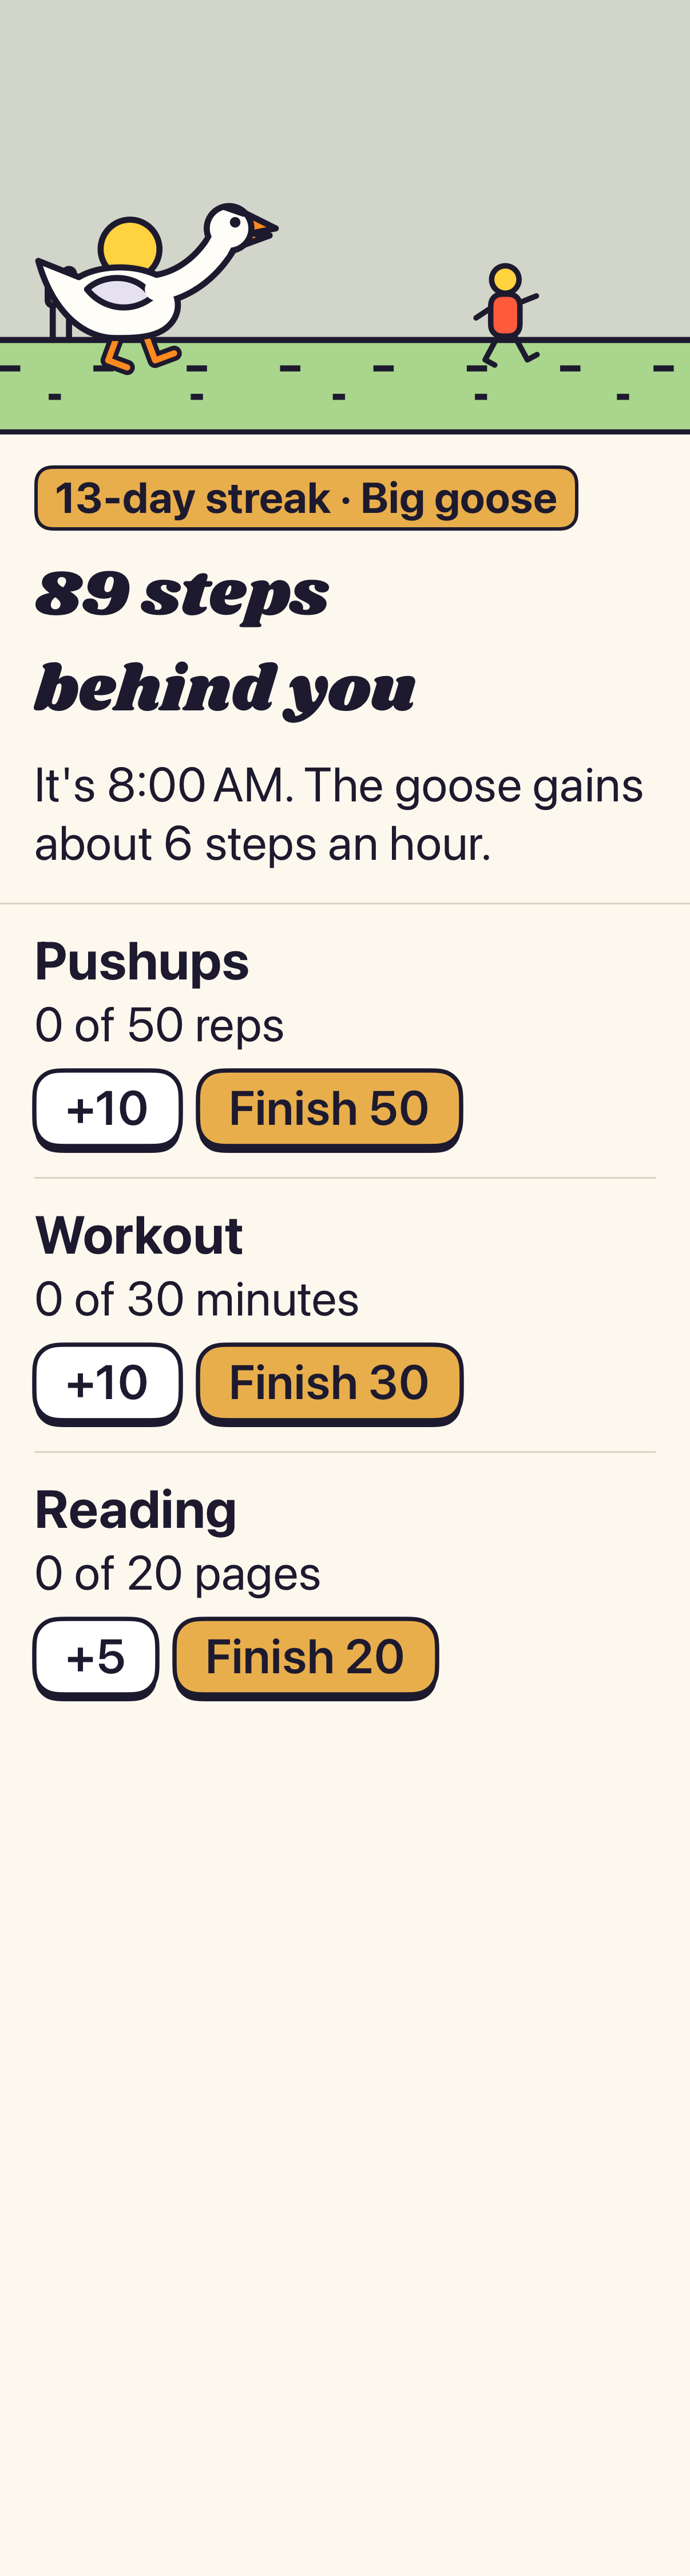 13-day streak · Big goose
89 steps
behind you
It's 8:00 AM. The goose gains
about 6 steps an hour.
Pushups
0 of 50 reps
+10 Finish 50
Workout
0 of 30 minutes
+10 Finish 30
Reading
0 of 20 pages
+5 Finish 20